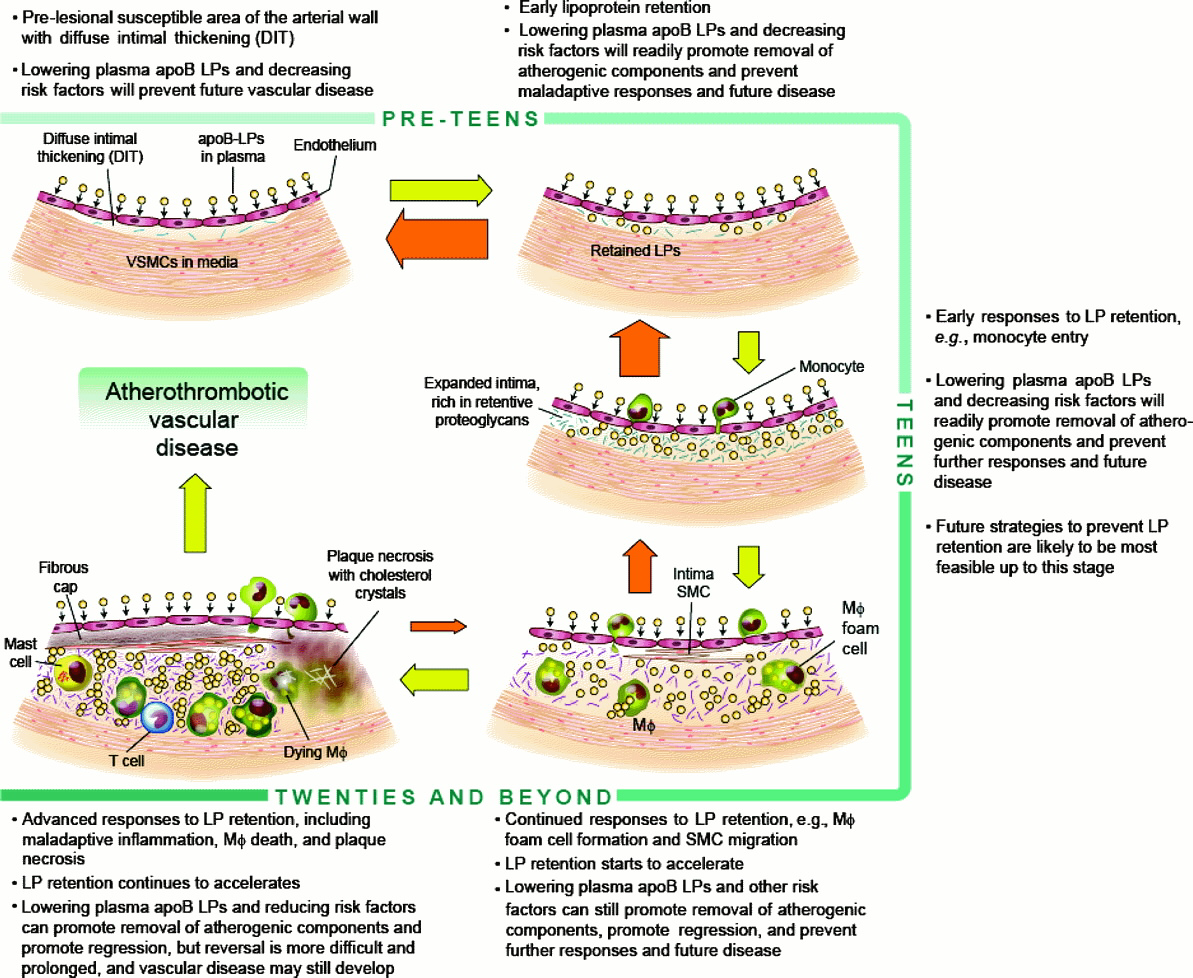 • Pre-lesional susceptible area of the arterial wall
with diffuse intimal thickening (DIT)
• Lowering plasma apoB LPs and decreasing
risk factors will prevent future vascular disease
• Early lipoprotein retention
• Lowering plasma apoB LPs and decreasing
risk factors will readily promote removal of
atherogenic components and prevent
maladaptive responses and future disease
PRE-TEENS
Diffuse intimal
thickening (DIT)
apoB-LPs
in plasma
Endothelium
VSMCs in media
Retained LPs
Expanded intima,
rich in retentive
proteoglycans
Monocyte
TEENS
• Early responses to LP retention,
e.g., monocyte entry
• Lowering plasma apoB LPs
and decreasing risk factors will
readily promote removal of athero-
genic components and prevent
further responses and future
disease
• Future strategies to prevent LP
retention are likely to be most
feasible up to this stage
Atherothrombotic
vascular
disease
Fibrous
cap
Plaque necrosis
with cholesterol
crystals
Mast
cell
T cell
Dying Mϕ
Intima
SMC
Mϕ
foam
cell
Mϕ
TWENTIES AND BEYOND
• Advanced responses to LP retention, including
maladaptive inflammation, Mϕ death, and plaque
necrosis
• LP retention continues to accelerates
• Lowering plasma apoB LPs and reducing risk factors
can promote removal of atherogenic components and
promote regression, but reversal is more difficult and
prolonged, and vascular disease may still develop
• Continued responses to LP retention, e.g., Mϕ
foam cell formation and SMC migration
• LP retention starts to accelerate
• Lowering plasma apoB LPs and other risk
factors can still promote removal of atherogenic
components, promote regression, and prevent
further responses and future disease